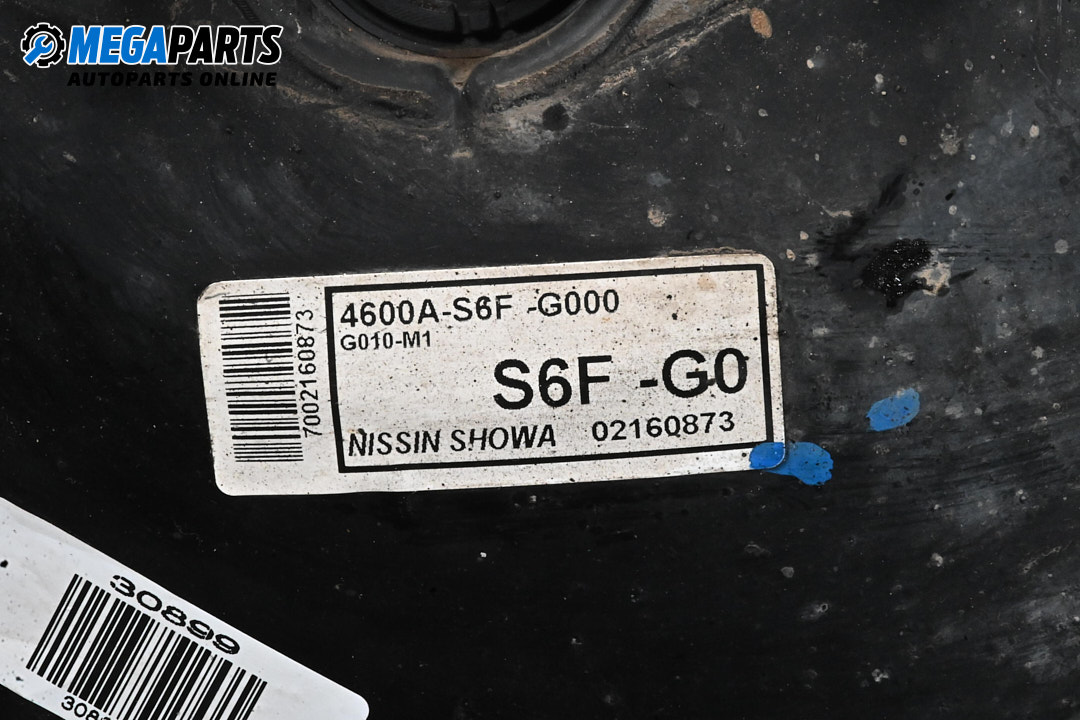 MEGAPARTS
AUTOPARTS ONLINE
7002160873
4600A-S6F -G000
G010-M1
S6F -G0
NISSIN SHOWA 02160873
30899